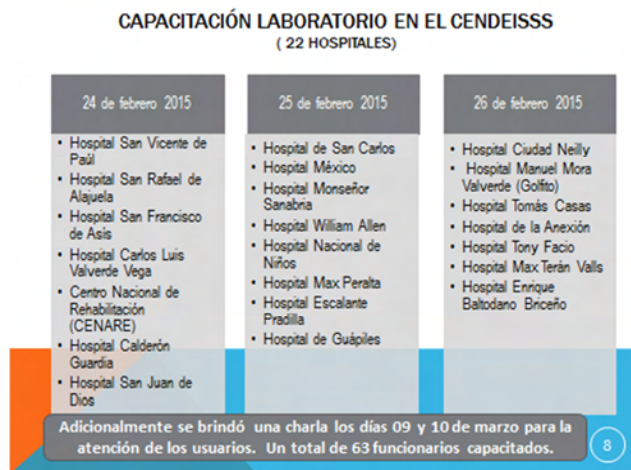 CAPACITACIÓN LABORATORIO EN EL CENDEISSS
( 22 HOSPITALES)
24 de febrero 2015
• Hospital San Vicente de
Paúl
• Hospital San Rafael de
Alajuela
• Hospital San Francisco
de Asís
• Hospital Carlos Luis
Valverde Vega
• Centro Nacional de
Rehabilitación
(CENARE)
• Hospital Calderón
Guardia
• Hospital San Juan de
Dios
25 de febrero 2015
• Hospital de San Carlos
• Hospital México
• Hospital Monseñor
Sanabria
• Hospital William Allen
• Hospital Nacional de
Niños
• Hospital Max Peralta
• Hospital Escalante
Pradilla
• Hospital de Guápiles
26 de febrero 2015
• Hospital Ciudad Neilly
• Hospital Manuel Mora
Valverde (Golfito)
• Hospital Tomás Casas
• Hospital de la Anexión
• Hospital Tony Facio
• Hospital Max Terán Valls
• Hospital Enrique
Baltodano Briceño
Adicionalmente se brindó una charla los días 09 y 10 de marzo para la
atención de los usuarios. Un total de 63 funcionarios capacitados.
8